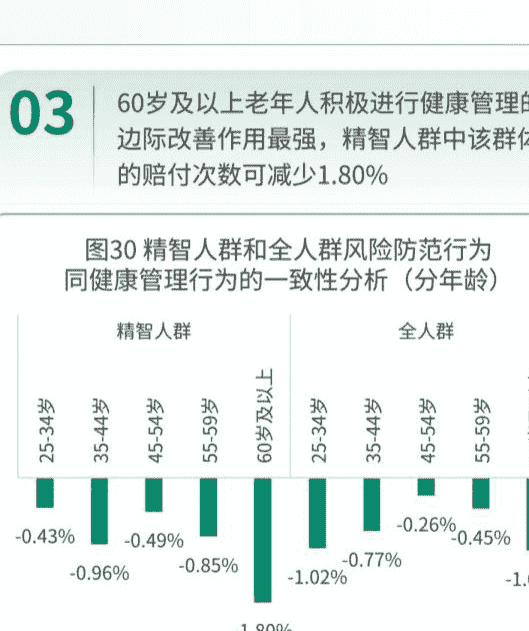 03
60岁及以上老年人积极进行健康管理的
边际改善作用最强，精智人群中该群体
的赔付次数可减少1.80%
图30 精智人群和全人群风险防范行为
同健康管理行为的一致性分析（分年龄）
精智人群
全人群
25-34岁
35-44岁
45-54岁
55-59岁
60岁及以上
25-34岁
35-44岁
45-54岁
55-59岁
-0.43%
-0.96%
-0.49%
-0.85%
-1.80%
-1.02%
-0.77%
-0.26%
-0.45%